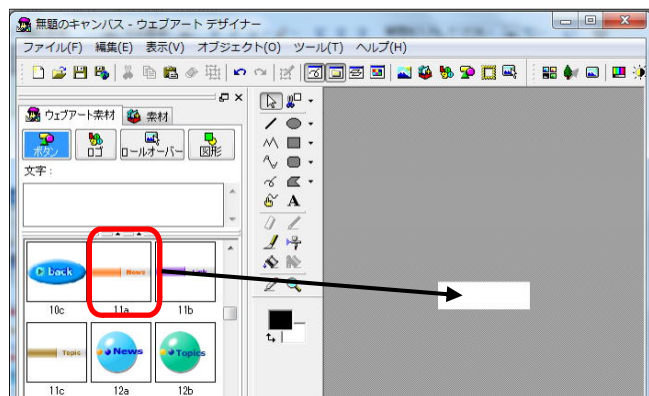 無題のキャンバス - ウェブアート デザイナー
ファイル(F) 編集(E) 表示(V) オブジェクト(O) ツール(T) ヘルプ(H)
ウェブアート素材 素材
ボタン ロゴ ロールオーバー 図形
文字:
back News
10c 11a 11b
Topic News Topics
11c 12a 12b
A